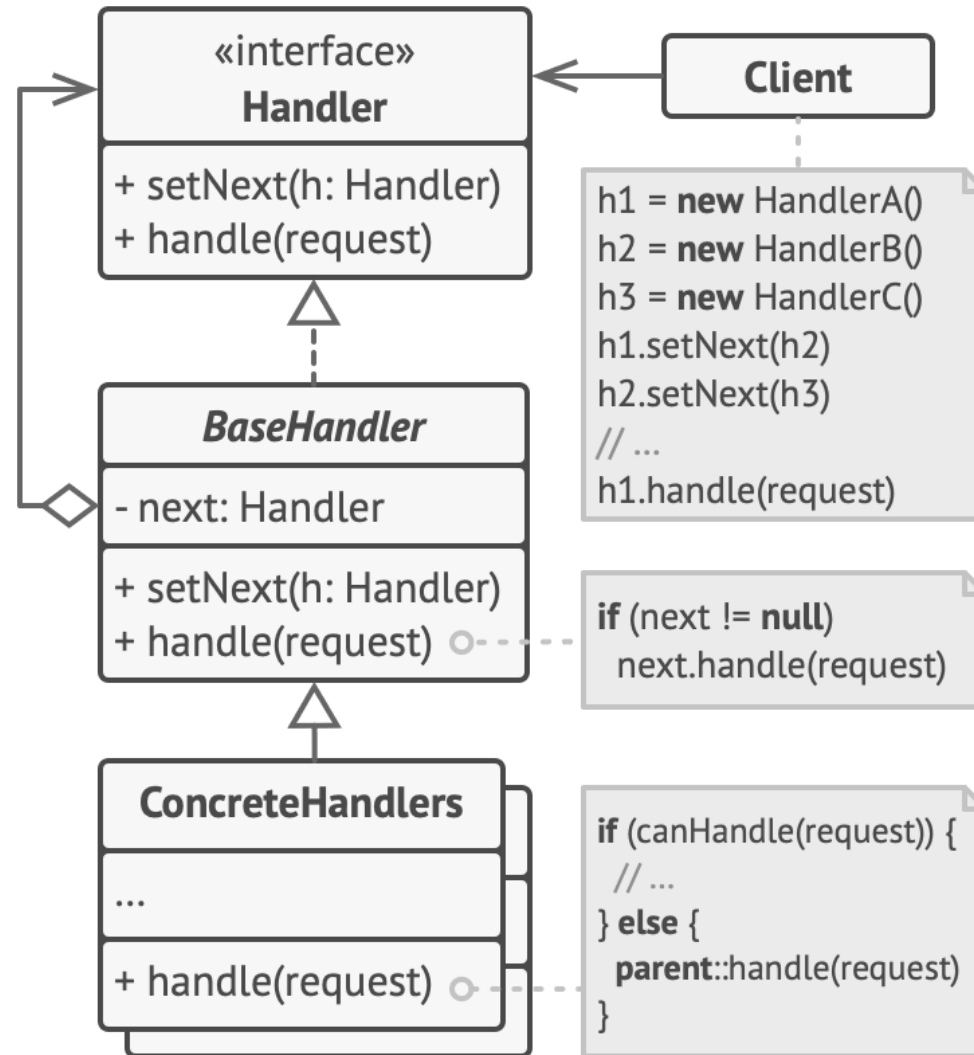 «interface»
Handler
+ setNext(h: Handler)
+ handle(request)
Client
h1 = new HandlerA()
h2 = new HandlerB()
h3 = new HandlerC()
h1.setNext(h2)
h2.setNext(h3)
// ...
h1.handle(request)
BaseHandler
- next: Handler
+ setNext(h: Handler)
+ handle(request)
if (next != null)
next.handle(request)
ConcreteHandlers
...
+ handle(request)
if (canHandle(request)) {
// ...
} else {
parent::handle(request)
}